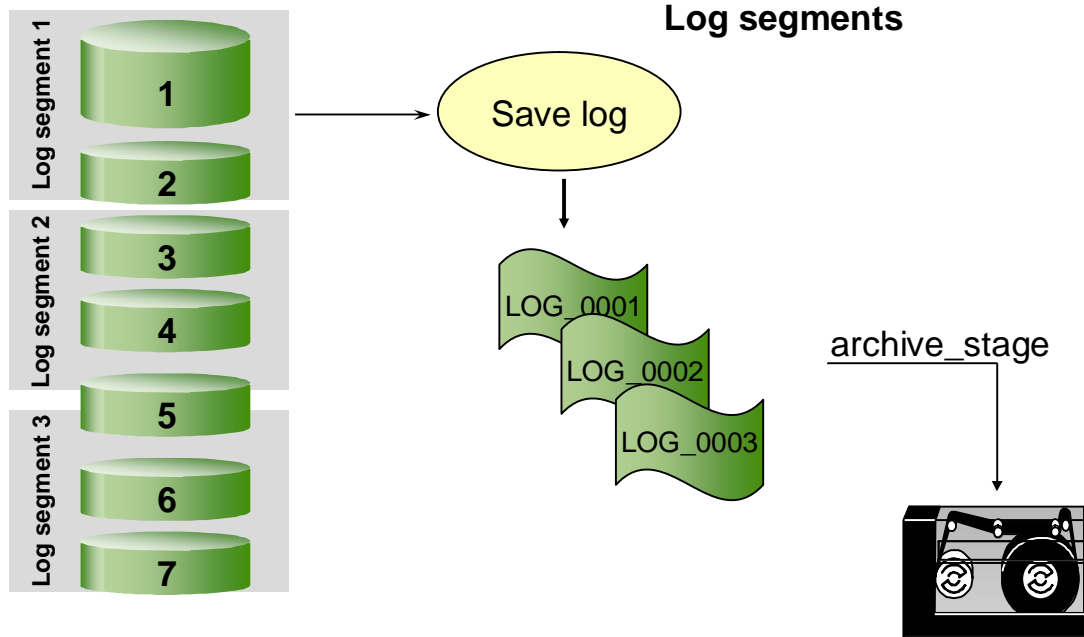 Log segments
Log segment 1
1
2
Log segment 2
3
4
5
Log segment 3
6
7
Save log
LOG_0001
LOG_0002
LOG_0003
archive_stage